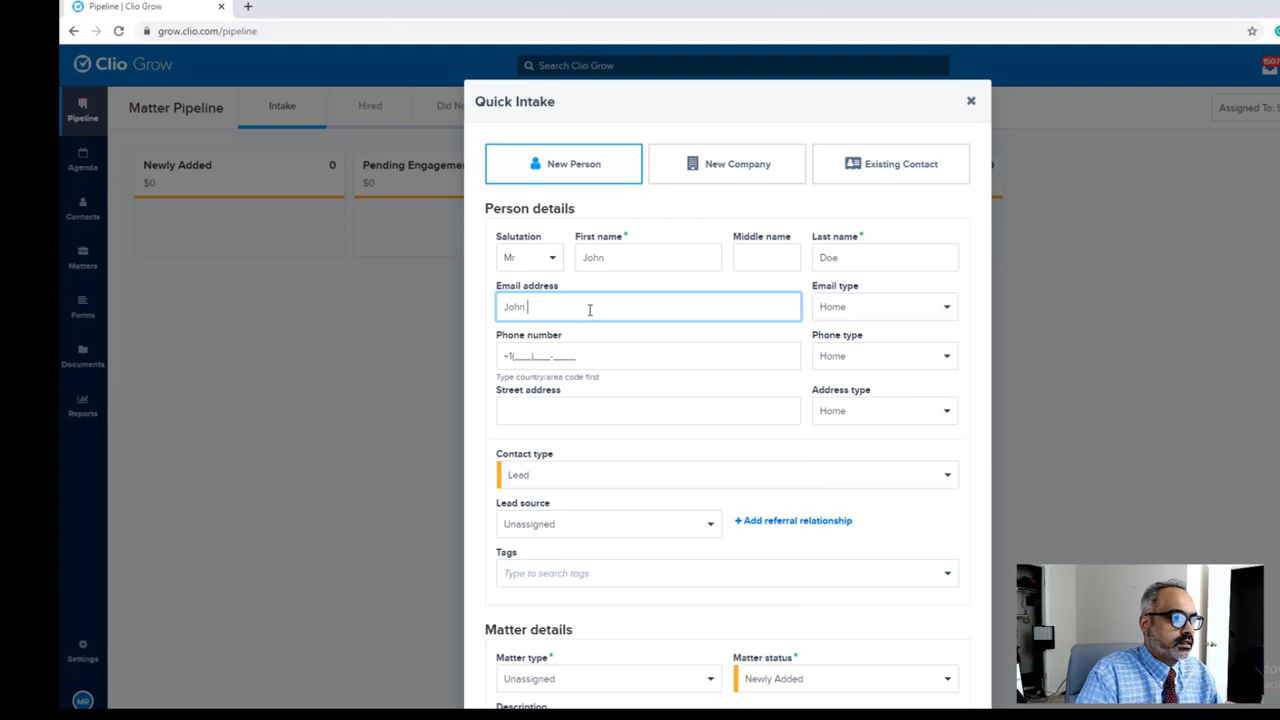 Pipeline | Clio Grow
grow.clio.com/pipeline
Clio Grow
Search Clio Grow
1507
Pipeline
Agenda
Contacts
Matters
Forms
Documents
Reports
Settings
MR
Matter Pipeline
Intake
Hired
Did
Assigned To:
Newly Added
0
$0
Pending
$0
Quick Intake
New Person
New Company
Existing Contact
Person details
Salutation
First name*
Middle name
Last name*
Mr
John
Doe
Email address
Email type
John.
Home
Phone number
Phone type
+1(___)___-____
Home
Type country/area code first
Street address
Address type
Home
Contact type
Lead
Lead source
Unassigned
+ Add referral relationship
Tags
Type to search tags
Matter details
Matter type*
Matter status*
Unassigned
Newly Added
Description